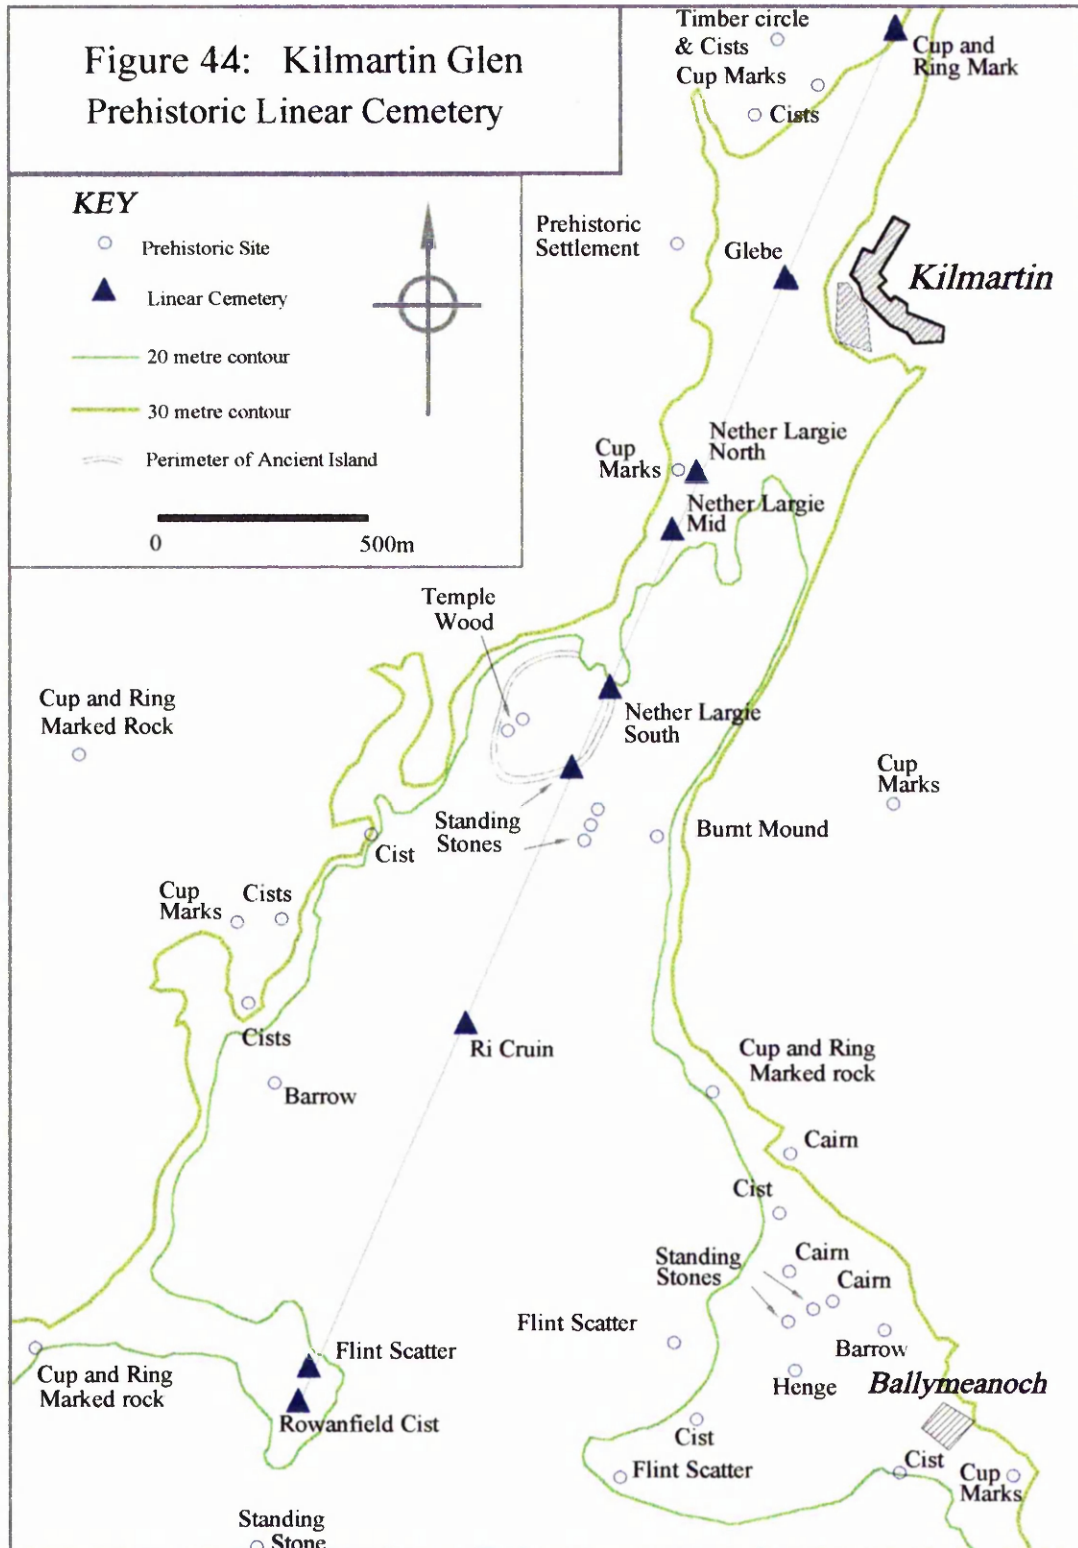 Figure 44: Kilmartin Glen
Prehistoric Linear Cemetery
KEY
Prehistoric Site
Linear Cemetery
20 metre contour
30 metre contour
Perimeter of Ancient Island
0 500m
Timber circle
& Cists
Cup Marks
Cup and
Ring Mark
Cists
Prehistoric
Settlement
Glebe
Kilmartin
Nether Largie
North
Cup
Marks
Nether Largie
Mid
Temple
Wood
Cup and Ring
Marked Rock
Nether Largie
South
Cup
Marks
Standing
Stones
Burnt Mound
Cist
Cup
Marks
Cists
Cists
Ri Cruin
Barrow
Cup and Ring
Marked rock
Cairn
Cist
Standing
Stones
Cairn
Cairn
Flint Scatter
Barrow
Flint Scatter
Cup and Ring
Marked rock
Henge
Ballymeanoch
Rowanfield Cist
Cist
Flint Scatter
Cist
Cup
Marks
Standing
Stone